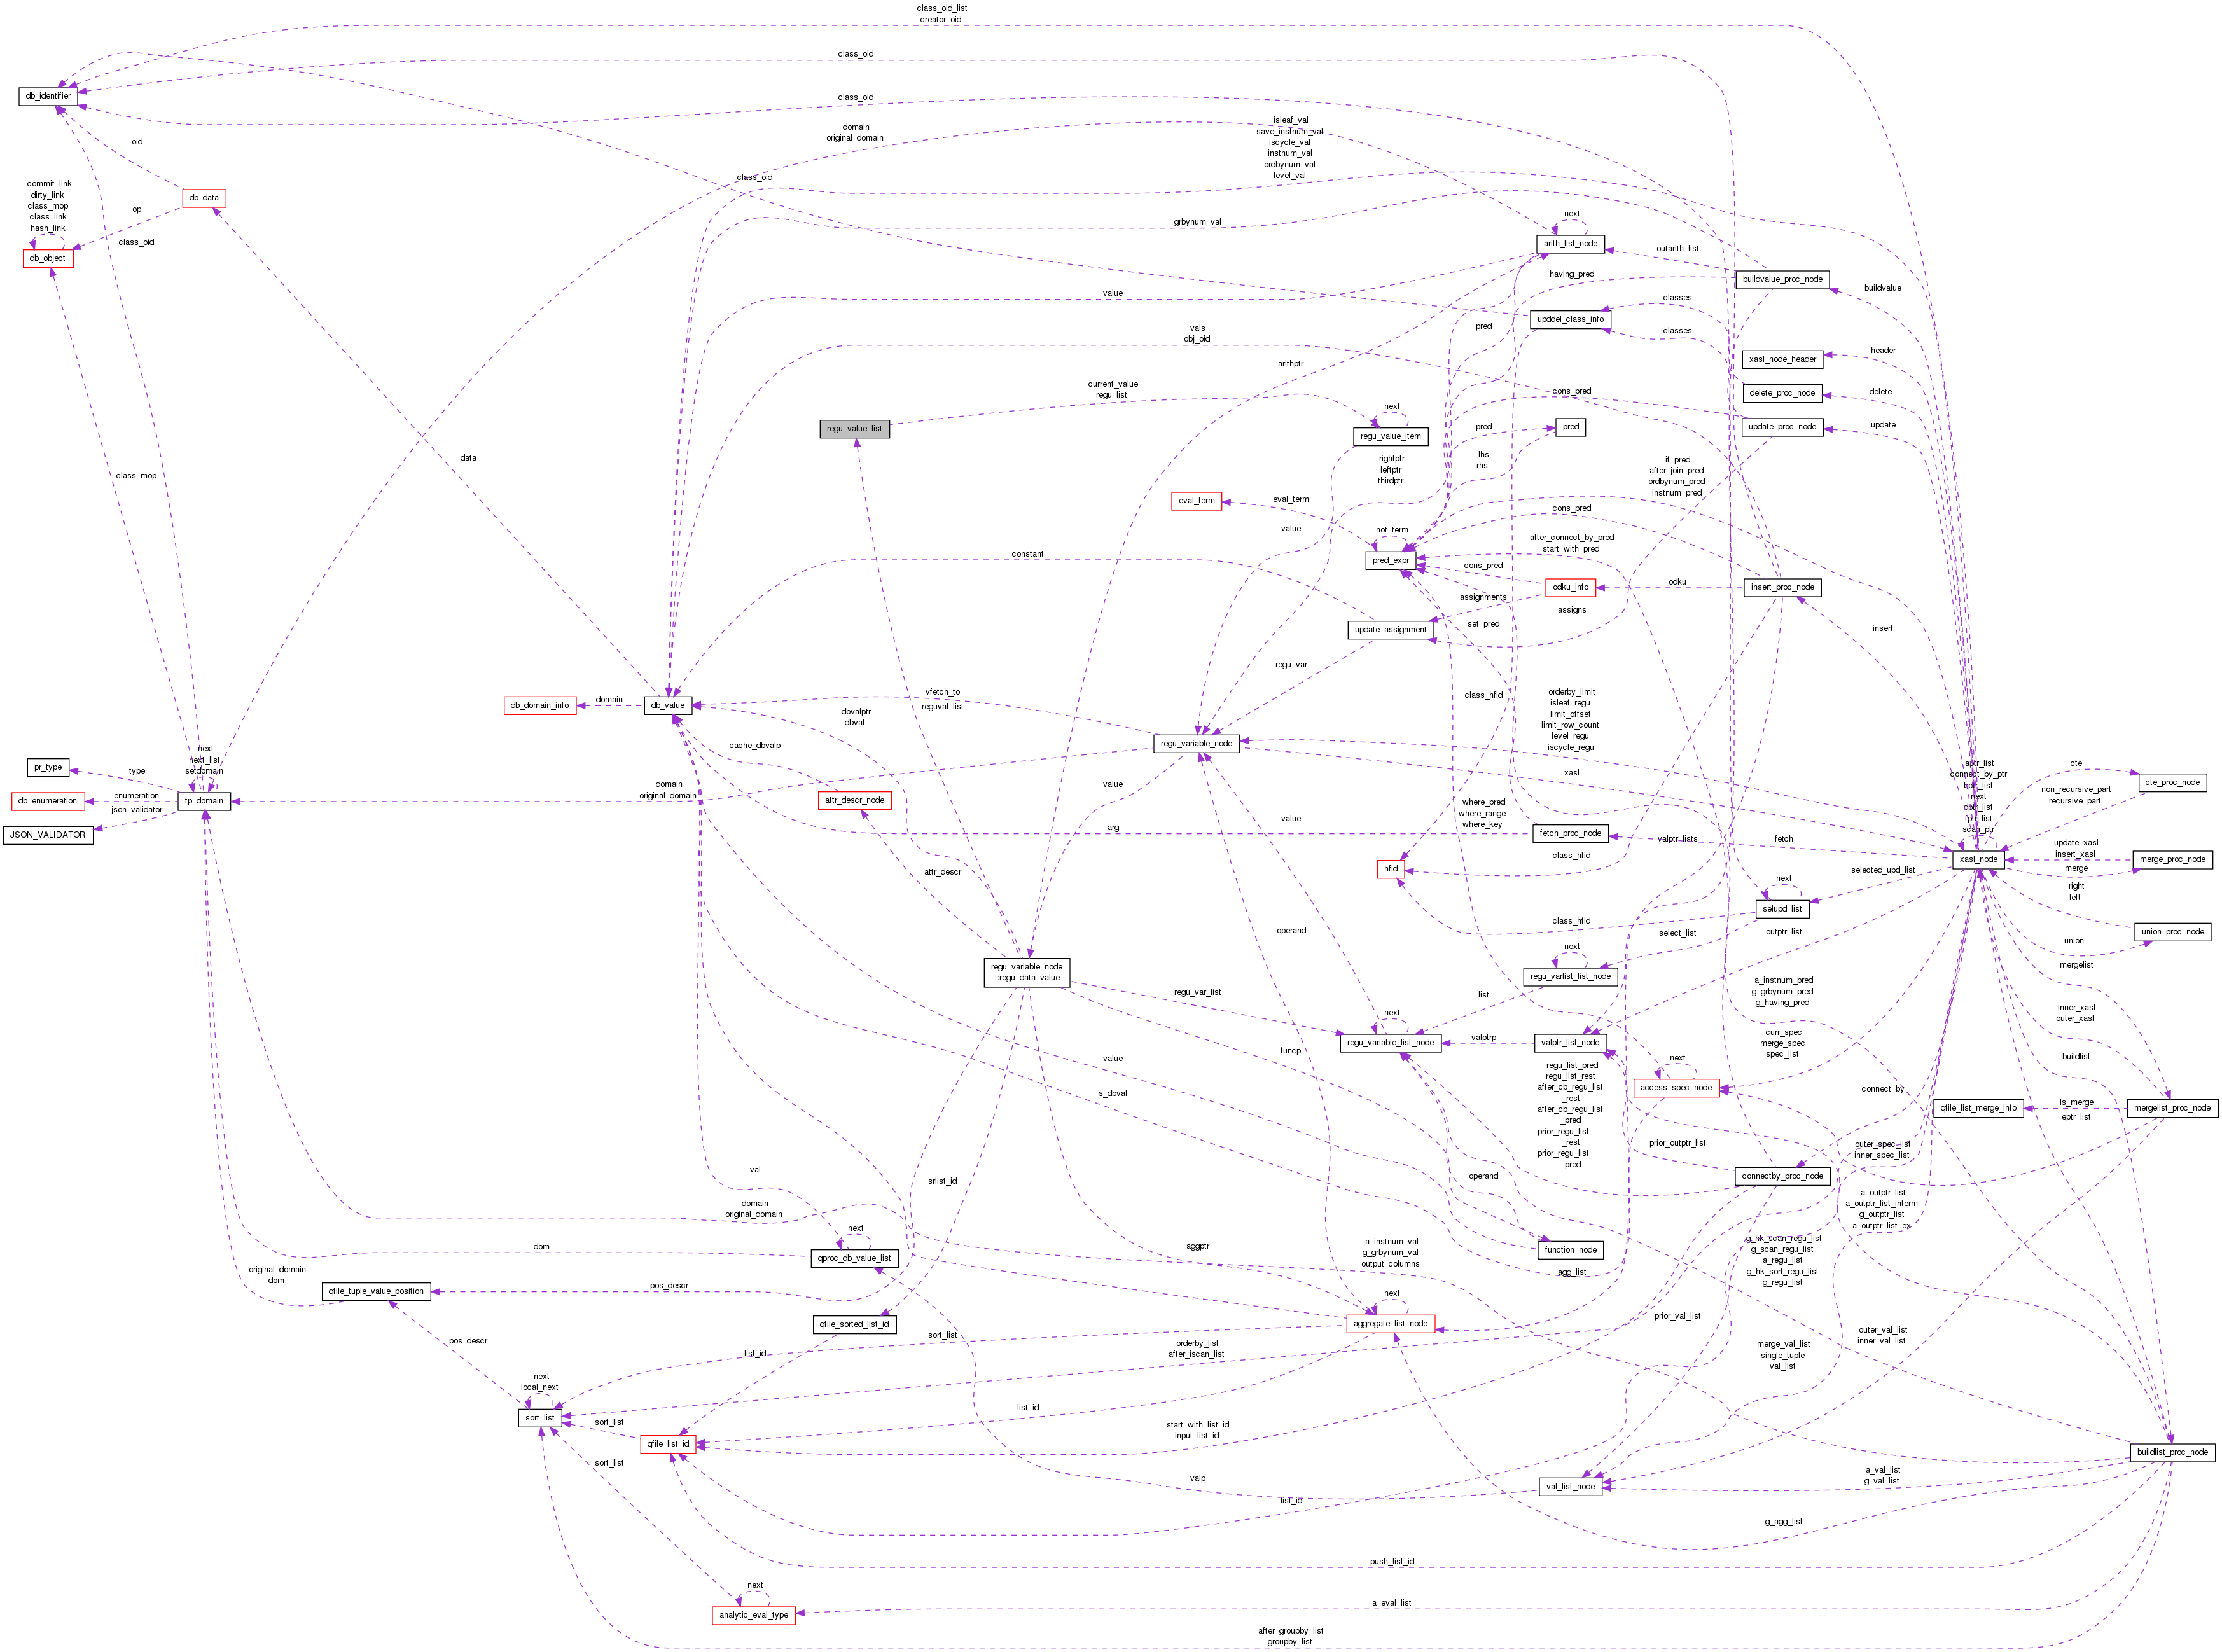 class_oid_list
creator_oid
class_oid
db_identifier
class_oid
isleaf_val
save_instnum_val
iscycle_val
instnum_val
ordbynum_val
level_val
domain
original_domain
oid
class_oid
commit_link
dirty_link
class_mop
class_link
hash_link
db_data
op
class_oid
db_object
next
arith_list_node
grbynum_val
outarith_list
having_pred
buildvalue_proc_node
buildvalue
value
classes
upddel_class_info
pred
vals
obj_oid
classes
xasl_node_header
header
arithptr
current_value
regu_list
cons_pred
delete_proc_node
delete_
next
regu_value_list
regu_value_item
pred
pred
update_proc_node
update
data
class_mop
rightptr
leftptr
thirdptr
lhs
rhs
if_pred
after_join_pred
ordbynum_pred
instnum_pred
eval_term
eval_term
cons_pred
value
not_term
after_connect_by_pred
start_with_pred
constant
pred_expr
cons_pred
odku_info
odku
insert_proc_node
assignments
assigns
set_pred
update_assignment
insert
regu_var
class_hfid
orderby_limit
isleaf_regu
limit_offset
limit_row_count
level_regu
iscycle_regu
db_domain_info
domain
db_value
vfetch_to
reguval_list
dbvalptr
dbval
cache_dbvalp
regu_variable_node
next
next_list
setdomain
pr_type
type
xasl
aptr_list
connect_by_ptr
bptr_list
next
dptr_list
fptr_list
scan_ptr
cte
cte_proc_node
non_recursive_part
recursive_part
db_enumeration
enumeration
tp_domain
domain
original_domain
attr_descr_node
value
where_pred
where_range
where_key
json_validator
JSON_VALIDATOR
arg
value
fetch_proc_node
valptr_lists
fetch
update_xasl
insert_xasl
class_hfid
xasl_node
merge_proc_node
merge
hfid
attr_descr
selected_upd_list
next
selupd_list
right
left
class_hfid
operand
select_list
outptr_list
union_proc_node
union_
next
regu_varlist_list_node
regu_variable_node
::regu_data_value
mergelist
a_instnum_pred
g_grbynum_pred
g_having_pred
regu_var_list
list
inner_xasl
outer_xasl
next
regu_variable_list_node
valptrp
valptr_list_node
curr_spec
merge_spec
spec_list
funcp
value
buildlist
next
regu_list_pred
regu_list_rest
after_cb_regu_list
_rest
after_cb_regu_list
_pred
prior_regu_list
_rest
prior_regu_list
_pred
access_spec_node
connect_by
s_dbval
qfile_list_merge_info
ls_merge
mergelist_proc_node
eptr_list
prior_outptr_list
outer_spec_list
inner_spec_list
val
operand
connectby_proc_node
srlist_id
domain
original_domain
a_outptr_list
a_outptr_list_interm
g_outptr_list
a_outptr_list_ex
next
dom
qproc_db_value_list
aggptr
a_instnum_val
g_grbynum_val
output_columns
function_node
g_hk_scan_regu_list
g_scan_regu_list
a_regu_list
g_hk_sort_regu_list
g_regu_list
agg_list
original_domain
dom
qfile_tuple_value_position
pos_descr
next
qfile_sorted_list_id
aggregate_list_node
prior_val_list
pos_descr
sort_list
list_id
orderby_list
after_iscan_list
outer_val_list
inner_val_list
merge_val_list
single_tuple
val_list
next
local_next
list_id
sort_list
sort_list
qfile_list_id
start_with_list_id
input_list_id
buildlist_proc_node
sort_list
valp
val_list_node
a_val_list
g_val_list
list_id
g_agg_list
push_list_id
next
analytic_eval_type
a_eval_list
after_groupby_list
groupby_list